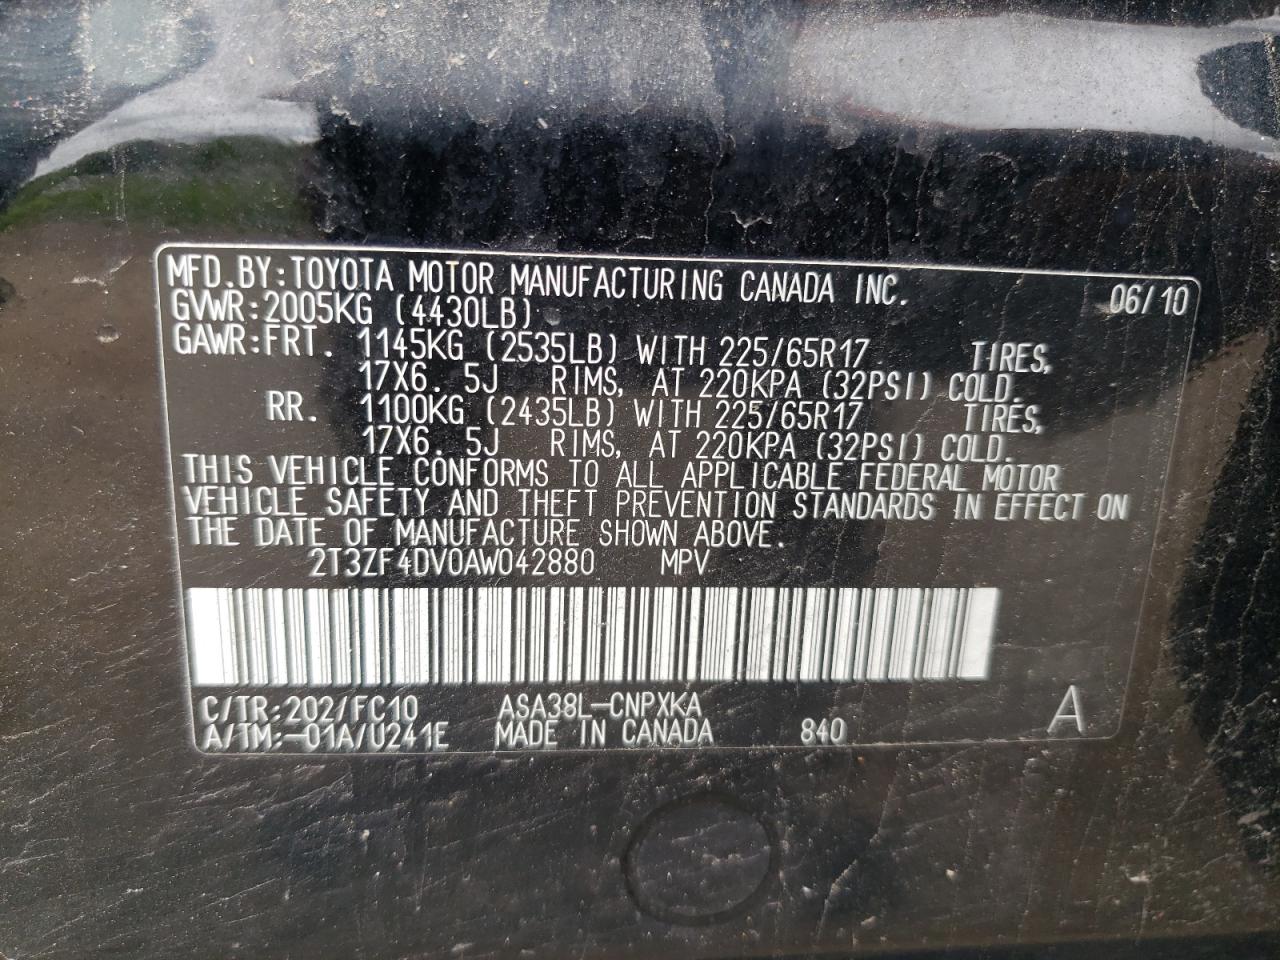 MFD.BY:TOYOTA MOTOR MANUFACTURING CANADA INC. 06/10
GVWR:2005KG (4430LB)
GAWR:FRT. 1145KG (2535LB) WITH 225/65R17 TIRES,
17X6. 5J RIMS, AT 220KPA (32PSI) COLD.
RR. 1100KG (2435LB) WITH 225/65R17 TIRES,
17X6. 5J RIMS, AT 220KPA (32PSI) COLD.
THIS VEHICLE CONFORMS TO ALL APPLICABLE FEDERAL MOTOR
VEHICLE SAFETY AND THEFT PREVENTION STANDARDS IN EFFECT ON
THE DATE OF MANUFACTURE SHOWN ABOVE.
2T3ZF4DV0AW042880 MPV
C/TR:202/FC10 ASA38L-CNPXKA A
A/TM:-01A/U241E MADE IN CANADA 840